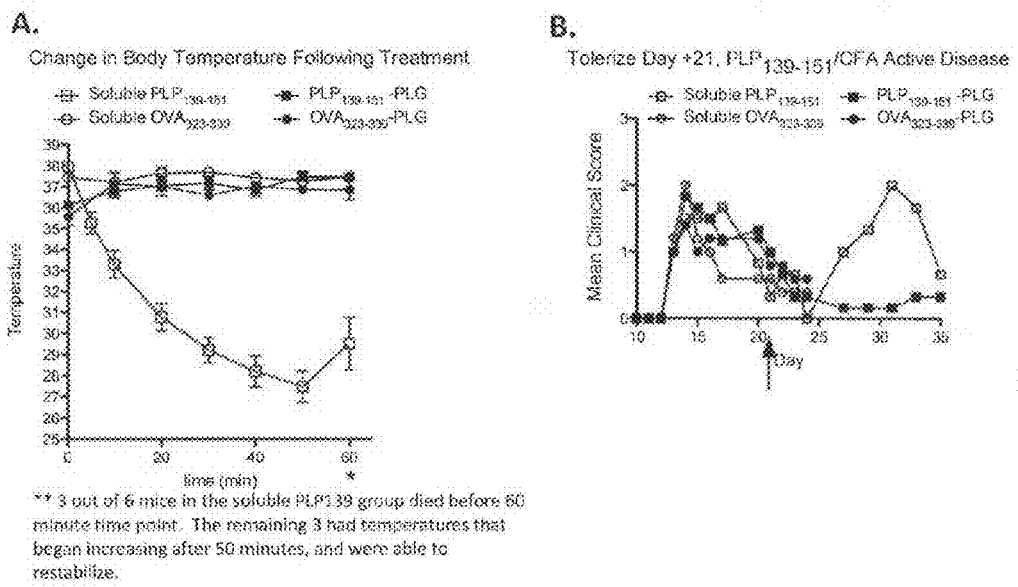 A.
Change in Body Temperature Following Treatment
Soluble PLP139-151
PLP139-151-PLG
Soluble OVA323-339
OVA323-339-PLG
39
38
37
36
35
34
33
32
31
30
29
28
27
26
25
Temperature
0
20
40
60
time (min)
*
** 3 out of 6 mice in the soluble PLP139 group died before 60
minute time point. The remaining 3 had temperatures that
began increasing after 50 minutes, and were able to
restabilize.
B.
Tolerize Day +21, PLP139-151/CFA Active Disease
Soluble PLP139-151
PLP139-151-PLG
Soluble OVA323-339
OVA323-339-PLG
3
2
1
0
Mean Clinical Score
10
15
20
25
30
35
Day